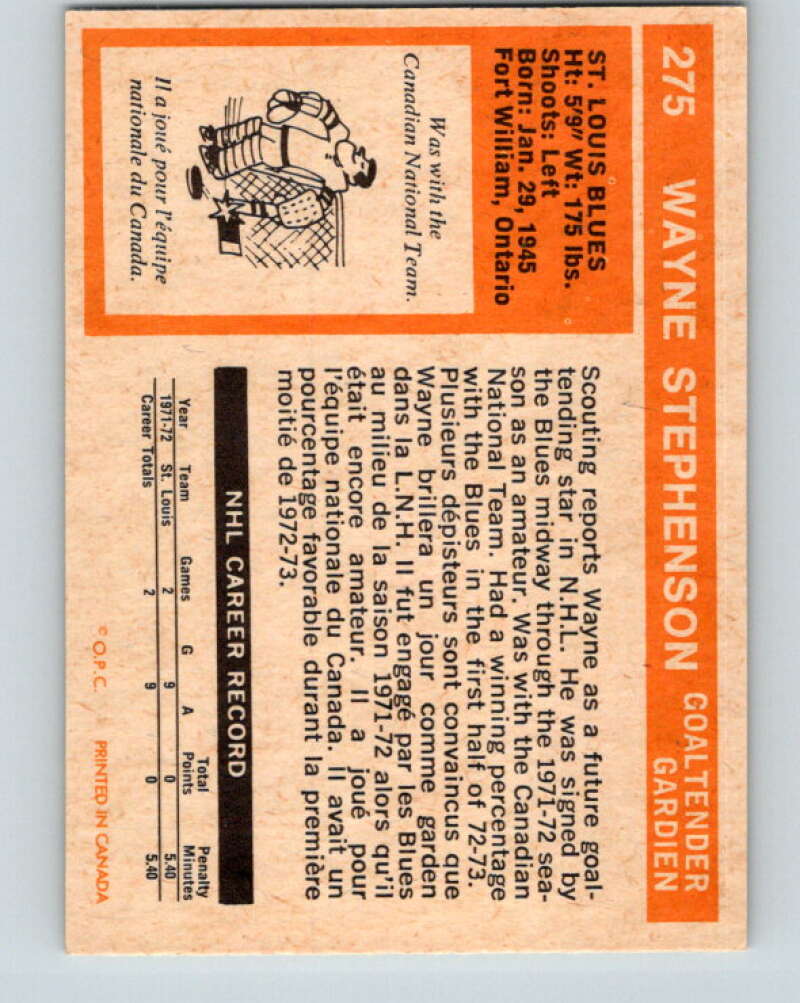 275 WAYNE STEPHENSON GOALTENDER
GARDIEN
ST. LOUIS BLUES
Ht: 5'9" Wt: 175 lbs.
Shoots: Left
Born: Jan. 29, 1945
Fort William, Ontario
Was with the
Canadian National Team.
Il a joué pour l'équipe
nationale du Canada.
Scouting reports Wayne as a future goal-
tending star in N.H.L. He was signed by
the Blues midway through the 1971-72 sea-
son as an amateur. Was with the Canadian
National Team. Had a winning percentage
with the Blues in the first half of 72-73.
Plusieurs dépisteurs sont convaincus que
Wayne brillera un jour comme garden
dans la L.N.H. Il fut engagé par les Blues
au milieu de la saison 1971-72 alors qu'il
était encore amateur. Il a joué pour
l'équipe nationale du Canada. Il avait un
pourcentage favorable durant la première
moitié de 1972-73.
NHL CAREER RECORD
Year Team Games G A Total Points Penalty Minutes
1971-72 St. Louis 2 9 0 5.40
Career Totals 2 9 0 5.40
© O.P.C. PRINTED IN CANADA